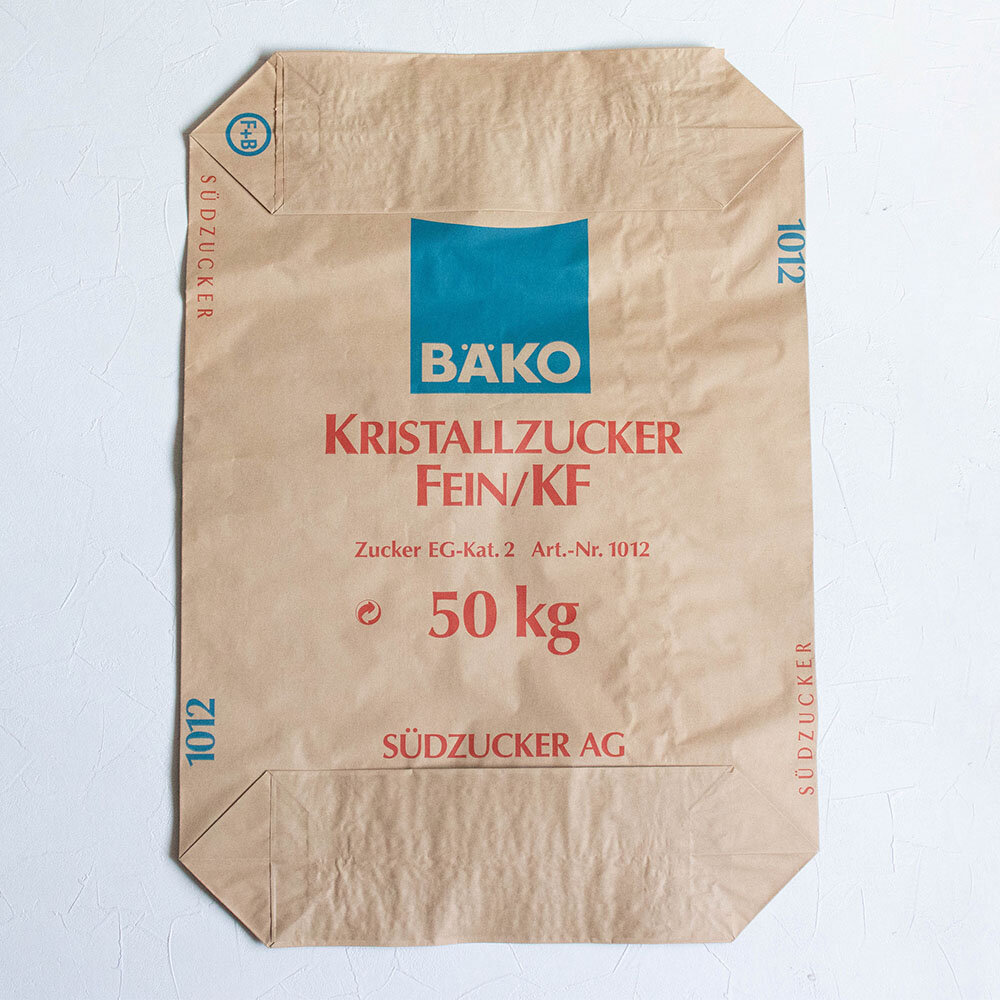 F+B
SÜDZUCKER
1012
BÄKO
KRISTALLZUCKER
FEIN/KF
Zucker EG-Kat. 2 Art.-Nr. 1012
50 kg
1012
SÜDZUCKER
SÜDZUCKER AG